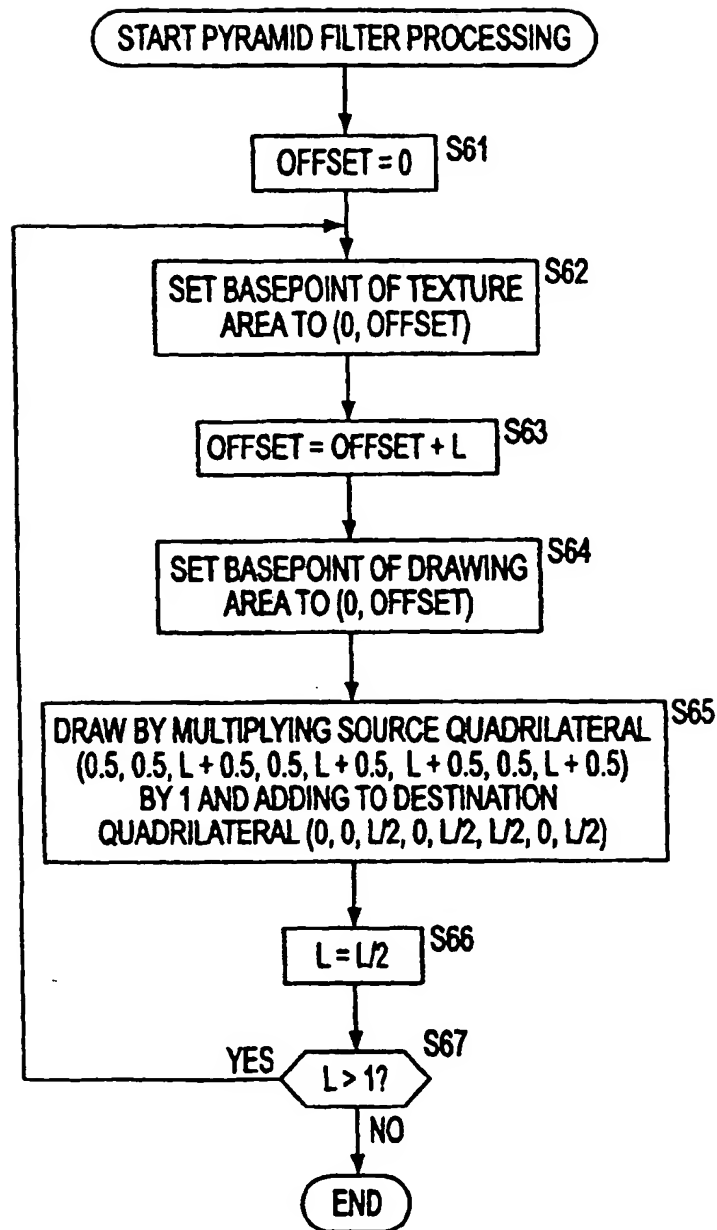 START PYRAMID FILTER PROCESSING
OFFSET = 0
S61
SET BASEPOINT OF TEXTURE
AREA TO (0, OFFSET)
S62
OFFSET = OFFSET + L
S63
SET BASEPOINT OF DRAWING
AREA TO (0, OFFSET)
S64
DRAW BY MULTIPLYING SOURCE QUADRILATERAL
(0.5, 0.5, L + 0.5, 0.5, L + 0.5, L + 0.5, 0.5, L + 0.5)
BY 1 AND ADDING TO DESTINATION
QUADRILATERAL (0, 0, L/2, 0, L/2, L/2, 0, L/2)
S65
L = L/2
S66
L > 1?
S67
YES
NO
END